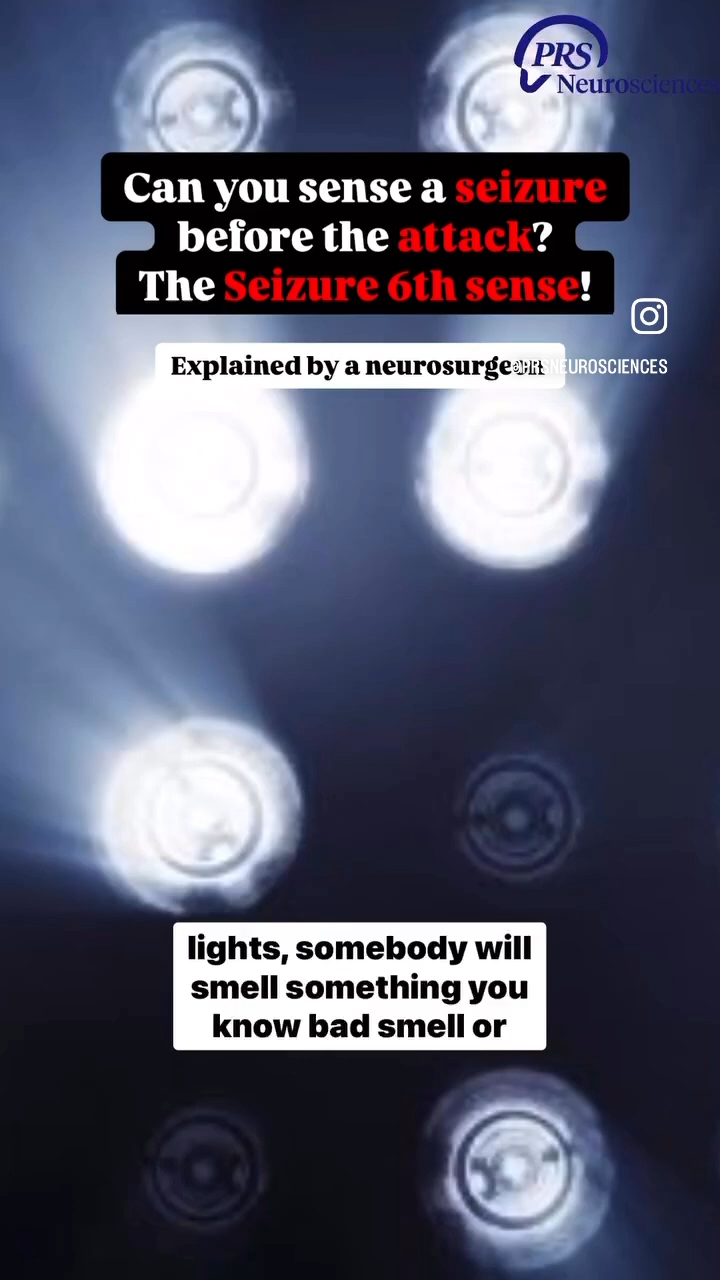 PRS
Neurosciences
Can you sense a seizure
before the attack?
The Seizure 6th sense!
Explained by a neurosurgeon
@PRSNEUROSCIENCES
lights, somebody will
smell something you
know bad smell or